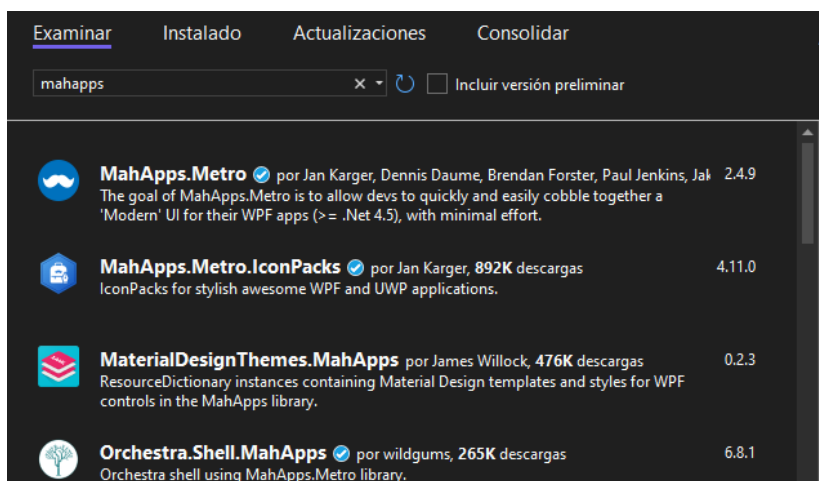 Examinar Instalado Actualizaciones Consolidar
mahapps Incluir versión preliminar
MahApps.Metro por Jan Karger, Dennis Daume, Brendan Forster, Paul Jenkins, Jak 2.4.9
The goal of MahApps.Metro is to allow devs to quickly and easily cobble together a
'Modern' UI for their WPF apps (>= .Net 4.5), with minimal effort.
MahApps.Metro.IconPacks por Jan Karger, 892K descargas 4.11.0
IconPacks for stylish awesome WPF and UWP applications.
MaterialDesignThemes.MahApps por James Willock, 476K descargas 0.2.3
ResourceDictionary instances containing Material Design templates and styles for WPF
controls in the MahApps library.
Orchestra.Shell.MahApps por wildgums, 265K descargas 6.8.1
Orchestra shell using MahApps.Metro library.